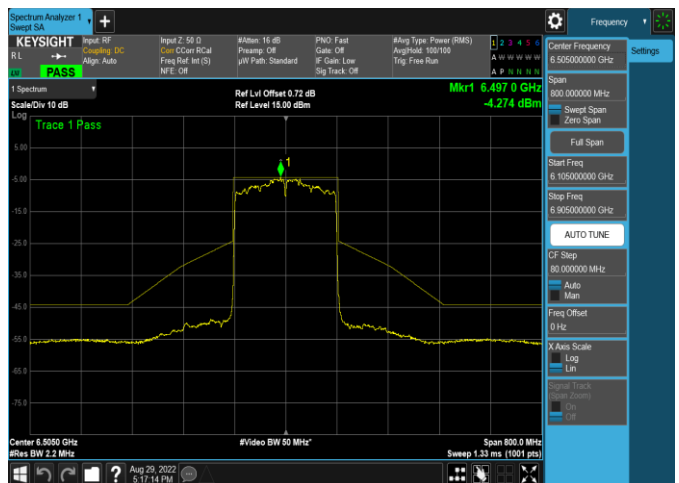 Spectrum Analyzer 1
Swept SA
+
Frequency
KEYSIGHT
RL
PASS
Input: RF
Coupling: DC
Align: Auto
Input Z: 50 Ω
Corr CCorr RCal
Freq Ref: Int (S)
NFE: Off
#Atten: 16 dB
Preamp: Off
µW Path: Standard
PNO: Fast
Gate: Off
IF Gain: Low
Sig Track: Off
#Avg Type: Power (RMS)
Avg|Hold: 100/100
Trig: Free Run
1 2 3 4 5 6
A W W W W W
A P N N N N
1 Spectrum
Scale/Div 10 dB
Log
Ref Lvl Offset 0.72 dB
Ref Level 15.00 dBm
Mkr1 6.497 0 GHz
-4.274 dBm
Trace 1 Pass
1
5.00
-5.00
-15.0
-25.0
-35.0
-45.0
-55.0
-65.0
-75.0
Center 6.5050 GHz
#Res BW 2.2 MHz
#Video BW 50 MHz*
Span 800.0 MHz
Sweep 1.33 ms (1001 pts)
Center Frequency
6.505000000 GHz
Settings
Span
800.000000 MHz
Swept Span
Zero Span
Full Span
Start Freq
6.105000000 GHz
Stop Freq
6.905000000 GHz
AUTO TUNE
CF Step
80.000000 MHz
Auto
Man
Freq Offset
0 Hz
X Axis Scale
Log
Lin
Signal Track
(Span Zoom)
On
Off
?
Aug 29, 2022
5:17:14 PM